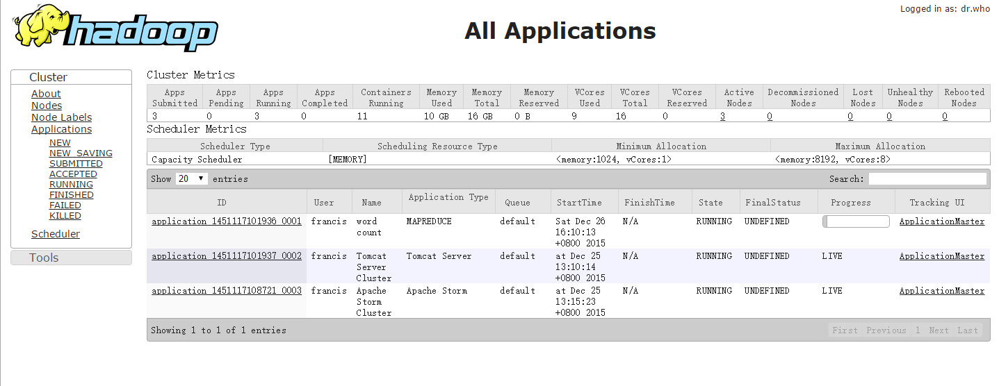 hadoop
All Applications
Logged in as: dr.who
Cluster
About
Nodes
Node Labels
Applications
NEW
NEW_SAVING
SUBMITTED
ACCEPTED
RUNNING
FINISHED
FAILED
KILLED
Scheduler
Tools
Cluster Metrics
Apps Submitted Apps Pending Apps Running Apps Completed Containers Running Memory Used Memory Total Memory Reserved VCores Used VCores Total VCores Reserved Active Nodes Decommissioned Nodes Lost Nodes Unhealthy Nodes Rebooted Nodes
3 0 3 0 11 10 GB 16 GB 0 B 9 16 0 3 0 0 0 0
Scheduler Metrics
Scheduler Type Scheduling Resource Type Minimum Allocation Maximum Allocation
Capacity Scheduler [MEMORY] <memory:1024, vCores:1> <memory:8192, vCores:8>
Show 20 entries Search:
ID User Name Application Type Queue StartTime FinishTime State FinalStatus Progress Tracking UI
application_1451117101936_0001 francis word count MAPREDUCE default Sat Dec 26 16:10:13 +0800 2015 N/A RUNNING UNDEFINED ApplicationMaster
application_1451117101937_0002 francis Tomcat Server Cluster Tomcat Server default at Dec 25 13:10:14 +0800 2015 N/A RUNNING UNDEFINED LIVE ApplicationMaster
application_1451117108721_0003 francis Apache Storm Cluster Apache Storm default at Dec 25 13:15:23 +0800 2015 N/A RUNNING UNDEFINED LIVE ApplicationMaster
Showing 1 to 1 of 1 entries First Previous 1 Next Last